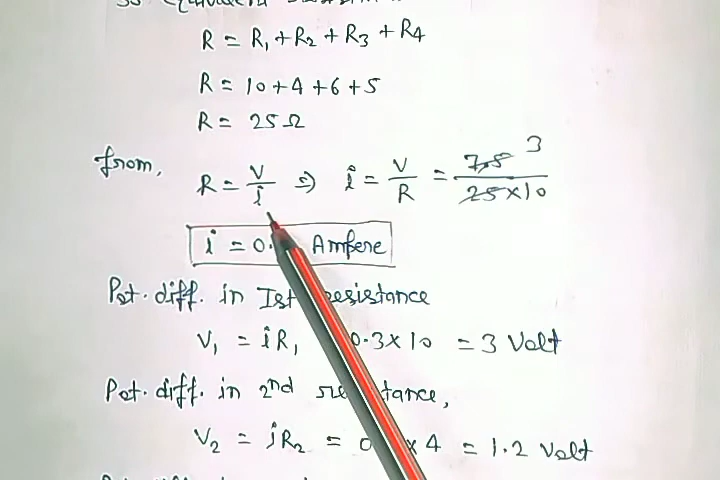 R = R₁ + R₂ + R₃ + R₄
R = 10 + 4 + 6 + 5
R = 25 Ω
from,
R = V/i ⇒ i = V/R = 7.5/25×10 3
i = 0. Ampere
Pot. diff. in Ist resistance
V₁ = iR₁ 0.3 × 10 = 3 Volt
Pot. diff. in 2nd
V₂ = iR₂ = × 4 = 1.2 Volt